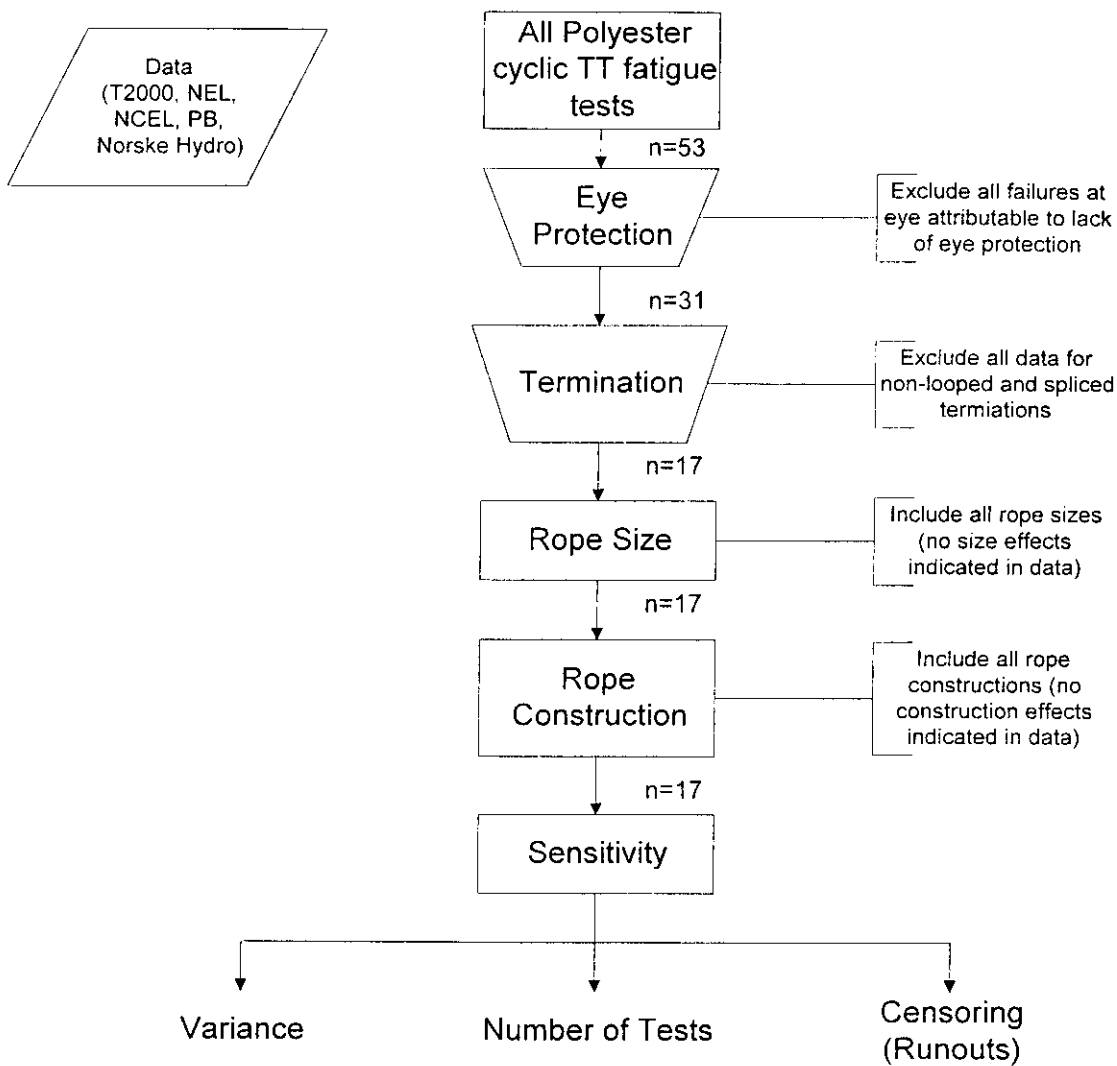 Data
(T2000, NEL,
NCEL, PB,
Norske Hydro)
All Polyester
cyclic TT fatigue
tests
n=53
Eye
Protection
Exclude all failures at
eye attributable to lack
of eye protection
n=31
Termination
Exclude all data for
non-looped and spliced
termiations
n=17
Rope Size
Include all rope sizes
(no size effects
indicated in data)
n=17
Rope
Construction
Include all rope
constructions (no
construction effects
indicated in data)
n=17
Sensitivity
Variance
Number of Tests
Censoring
(Runouts)